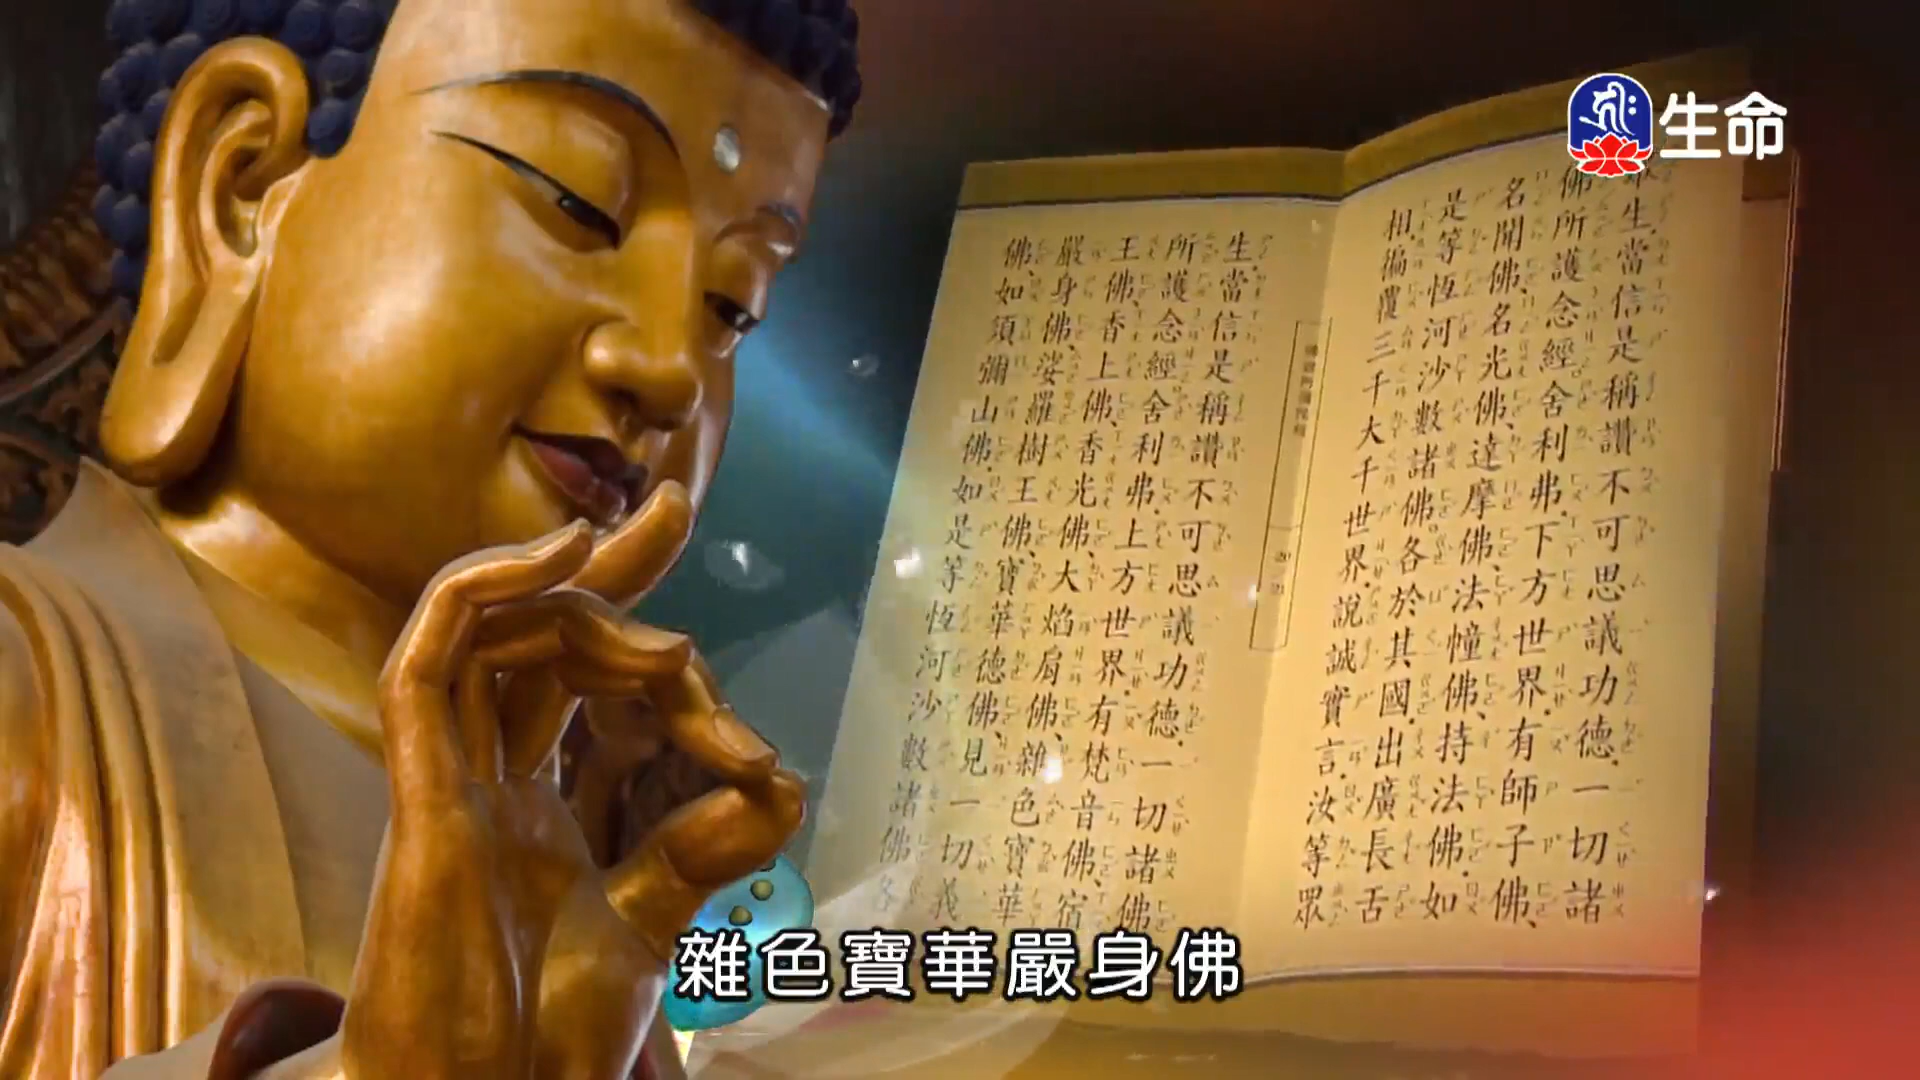 生命
生.當信是稱讚不可思議功德.一切諸
佛所護念經舍利弗.下方世界.有師子佛、
名聞佛、名光佛、達摩佛、法幢佛、持法佛.如
是等恆河沙數諸佛。各於其國.出廣長舌
相.徧覆三千大千世界.說誠實言.汝等眾
生.當信是稱讚不可思議功德.一切諸佛
所護念經舍利弗.上方世界.有梵音佛、宿
王佛、香上佛、香光佛、大焰肩佛、雜色寶華
嚴身佛、娑羅樹王佛、寶華德佛、見一切義
佛、如須彌山佛.如是等恆河沙數諸佛各
雜色寶華嚴身佛